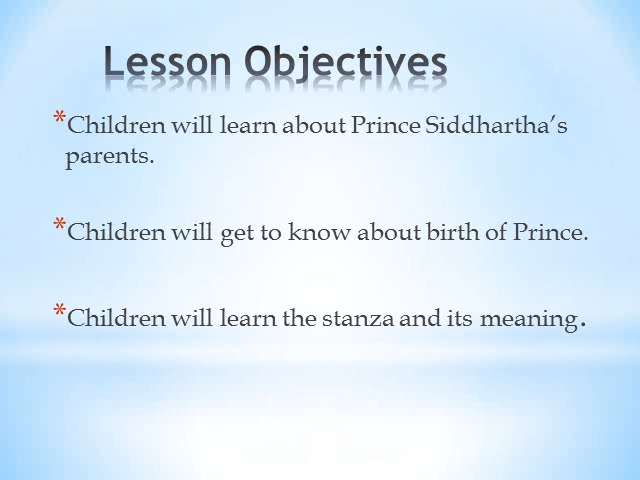 Lesson Objectives
*Children will learn about Prince Siddhartha’s
parents.
*Children will get to know about birth of Prince.
*Children will learn the stanza and its meaning.